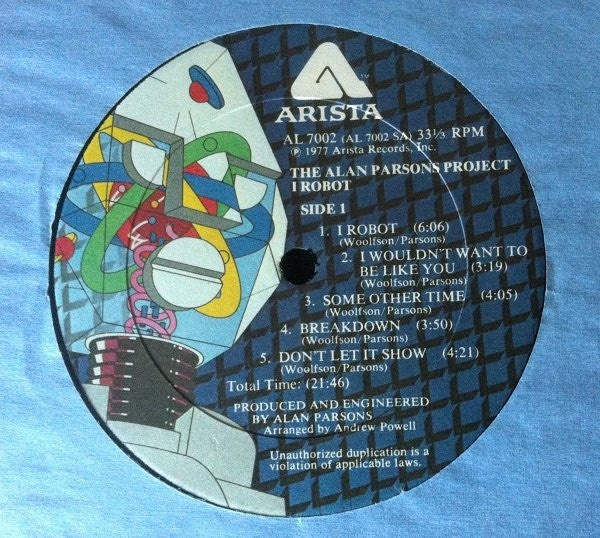 ARISTA
TM
AL 7002 (AL 7002 SA) 33⅓ RPM
℗ 1977 Arista Records, Inc.
THE ALAN PARSONS PROJECT
I ROBOT
SIDE 1
1. I ROBOT (6:06)
(Woolfson/Parsons)
2. I WOULDN'T WANT TO
BE LIKE YOU (3:19)
(Woolfson/Parsons)
3. SOME OTHER TIME (4:05)
(Woolfson/Parsons)
4. BREAKDOWN (3:50)
(Woolfson/Parsons)
5. DON'T LET IT SHOW (4:21)
(Woolfson/Parsons)
Total Time: (21:46)
PRODUCED AND ENGINEERED
BY ALAN PARSONS
Arranged by Andrew Powell
Unauthorized duplication is a
violation of applicable laws.